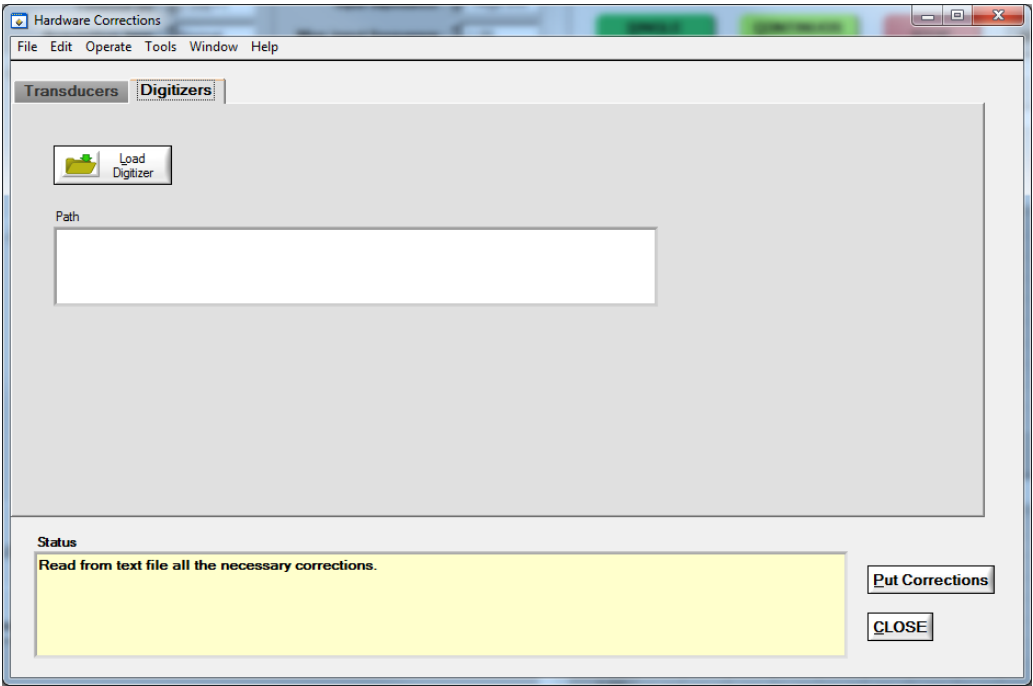 Hardware Corrections
File Edit Operate Tools Window Help
Transducers Digitizers
Load
Digitizer
Path
Status
Read from text file all the necessary corrections.
Put Corrections
CLOSE